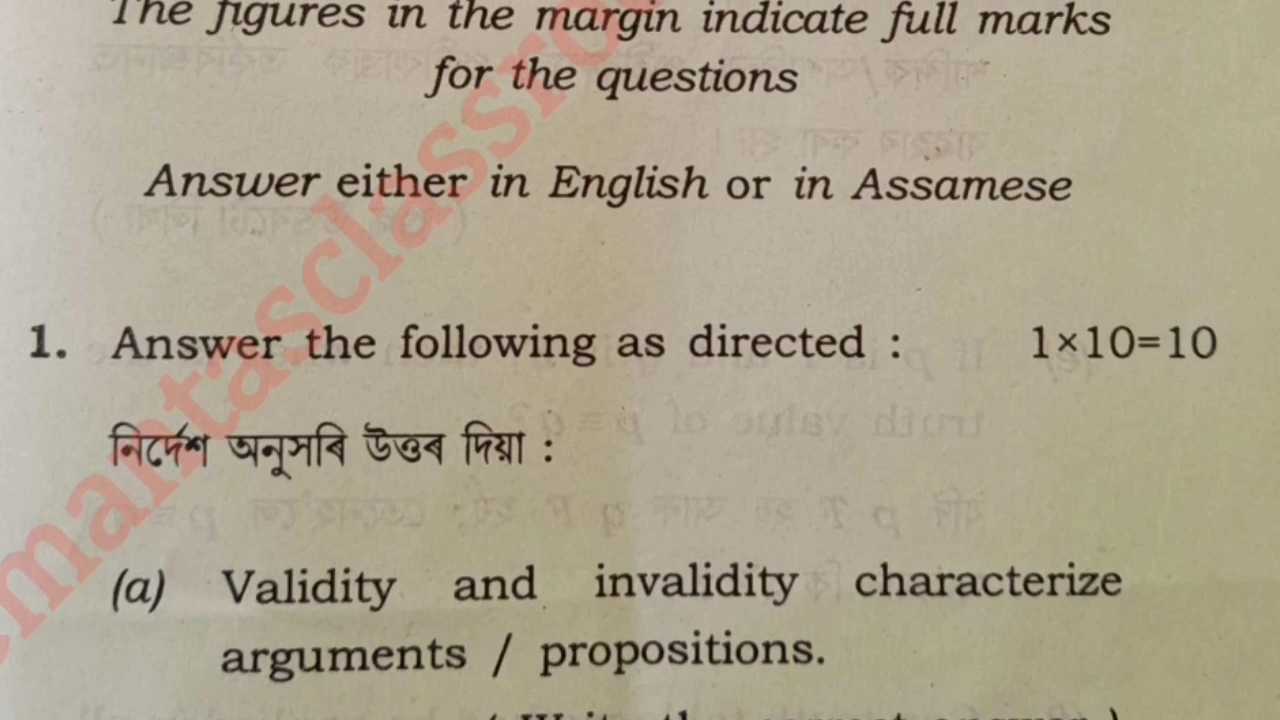 The figures in the margin indicate full marks
for the questions
Answer either in English or in Assamese
1. Answer the following as directed : 1×10=10
নিৰ্দেশ অনুসৰি উত্তৰ দিয়া :
(a) Validity and invalidity characterize
arguments / propositions.